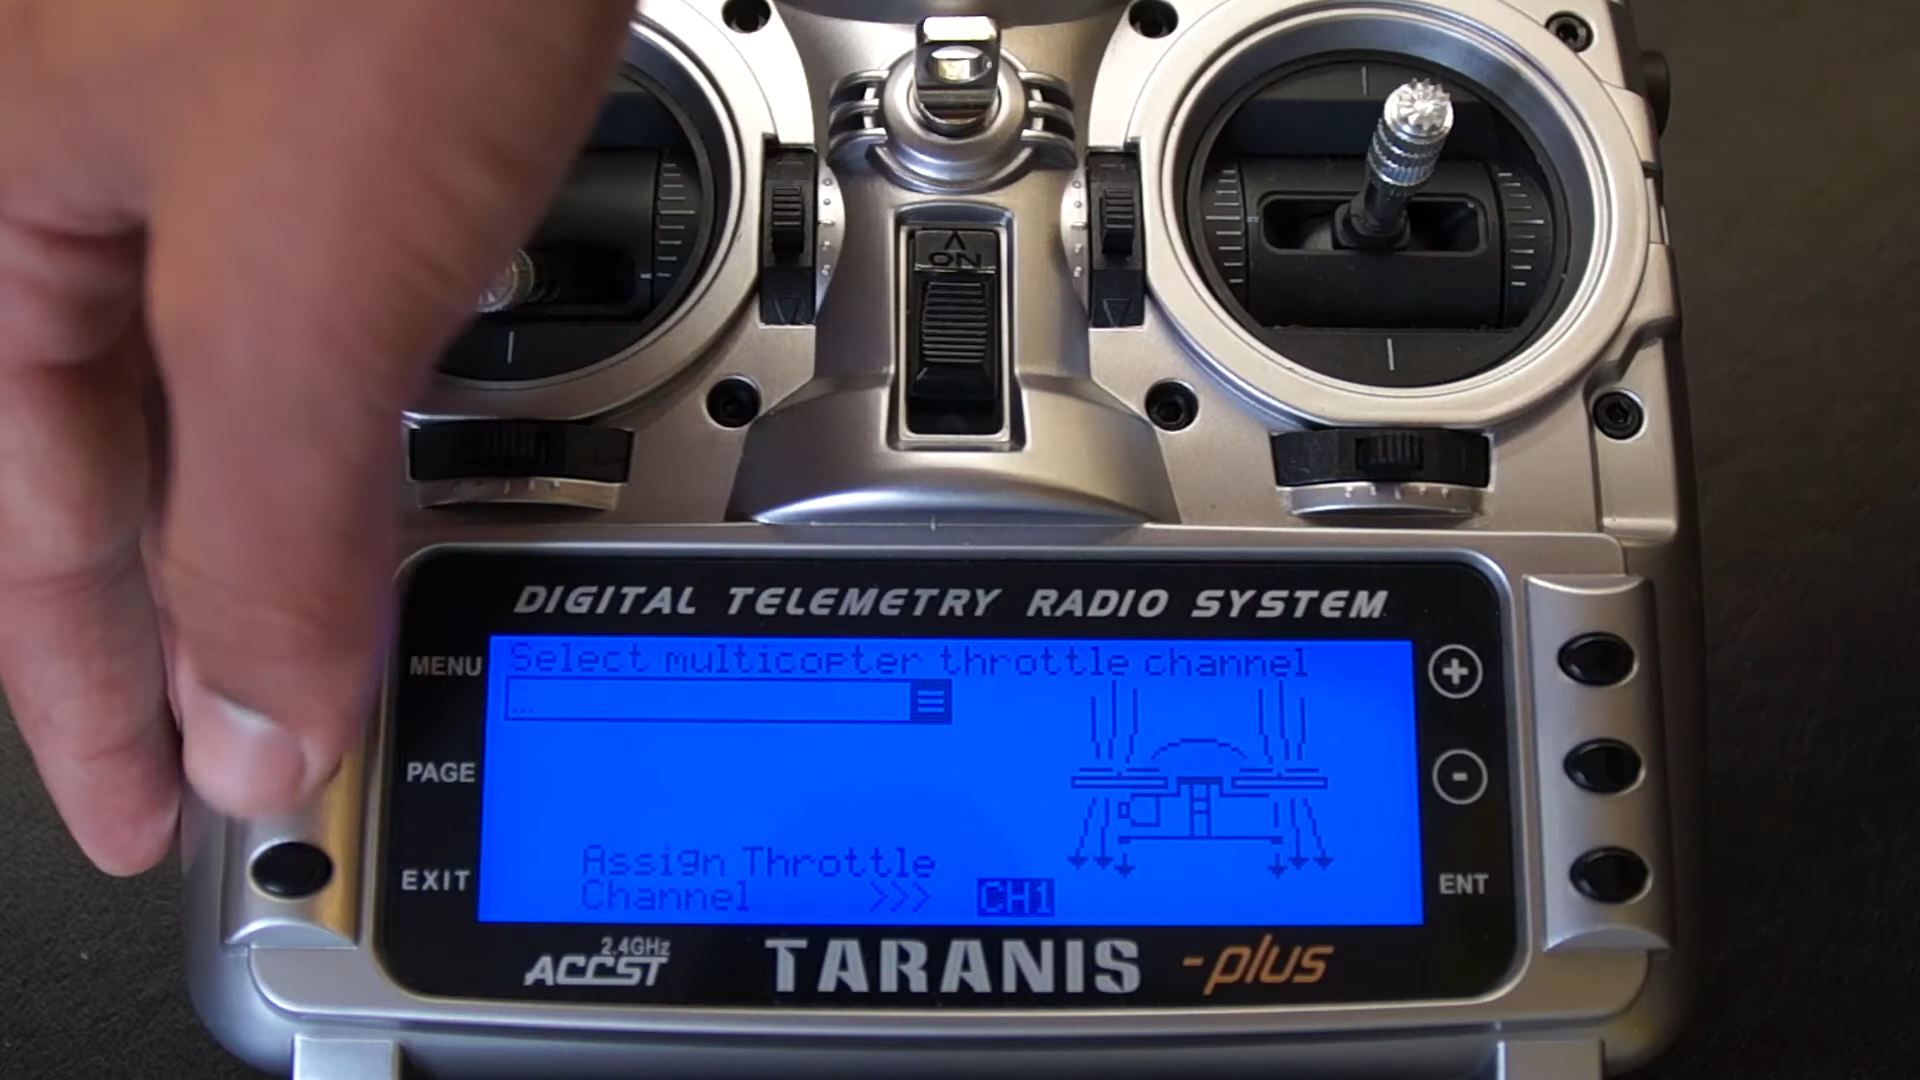 ON
DIGITAL TELEMETRY RADIO SYSTEM
MENU
Select multicopter throttle channel
...
PAGE
-
+
Assign Throttle
Channel >>> CH1
EXIT
ENT
2.4GHz
ACCST
TARANIS -plus